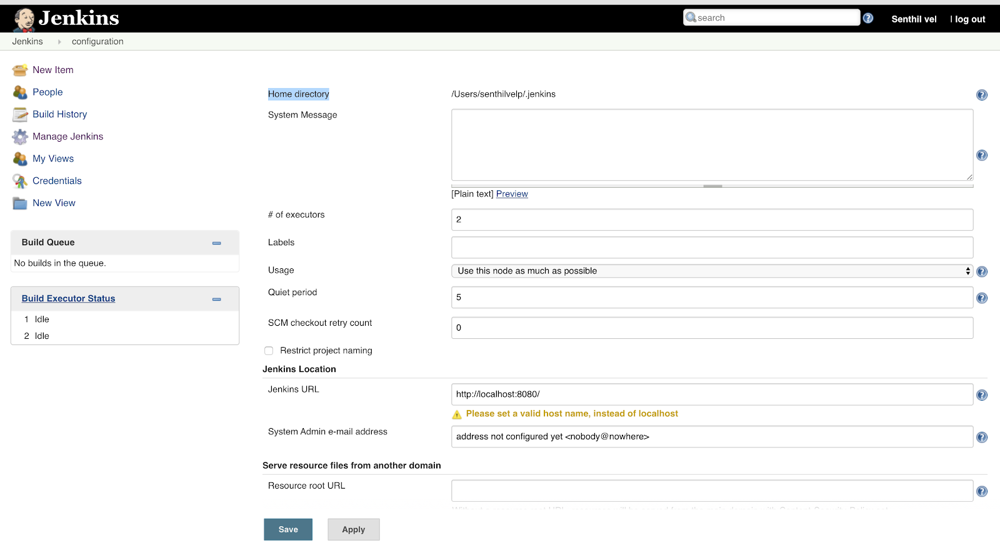 Jenkins
search
Senthil vel
| log out
Jenkins
configuration
New Item
People
Build History
Manage Jenkins
My Views
Credentials
New View
Build Queue
No builds in the queue.
Build Executor Status
1 Idle
2 Idle
Home directory
/Users/senthilvelp/.jenkins
System Message
[Plain text] Preview
# of executors
2
Labels
Usage
Use this node as much as possible
Quiet period
5
SCM checkout retry count
0
Restrict project naming
Jenkins Location
Jenkins URL
http://localhost:8080/
Please set a valid host name, instead of localhost
System Admin e-mail address
address not configured yet <nobody@nowhere>
Serve resource files from another domain
Resource root URL
Save
Apply